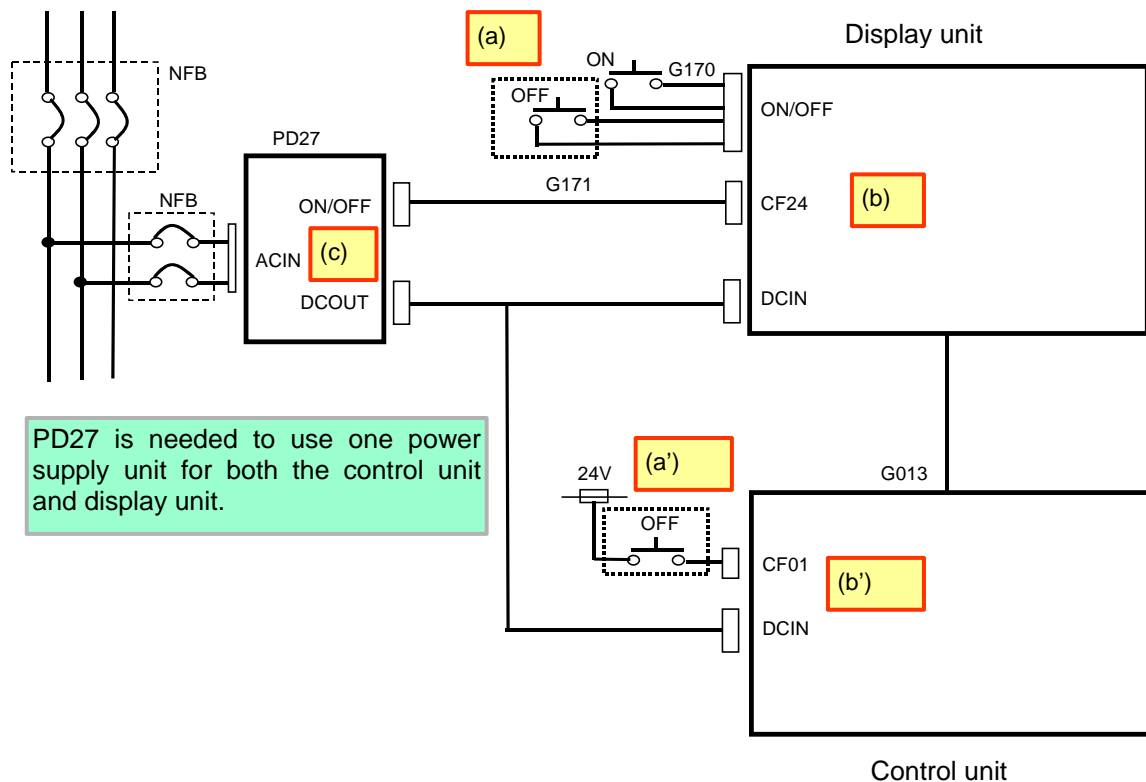 (a)
Display unit
NFB
ON
G170
OFF
ON/OFF
PD27
NFB
G171
ON/OFF
CF24
(b)
ACIN
(c)
DCOUT
DCIN
PD27 is needed to use one power
supply unit for both the control unit
and display unit.
24V
(a’)
G013
OFF
CF01
(b’)
DCIN
Control unit